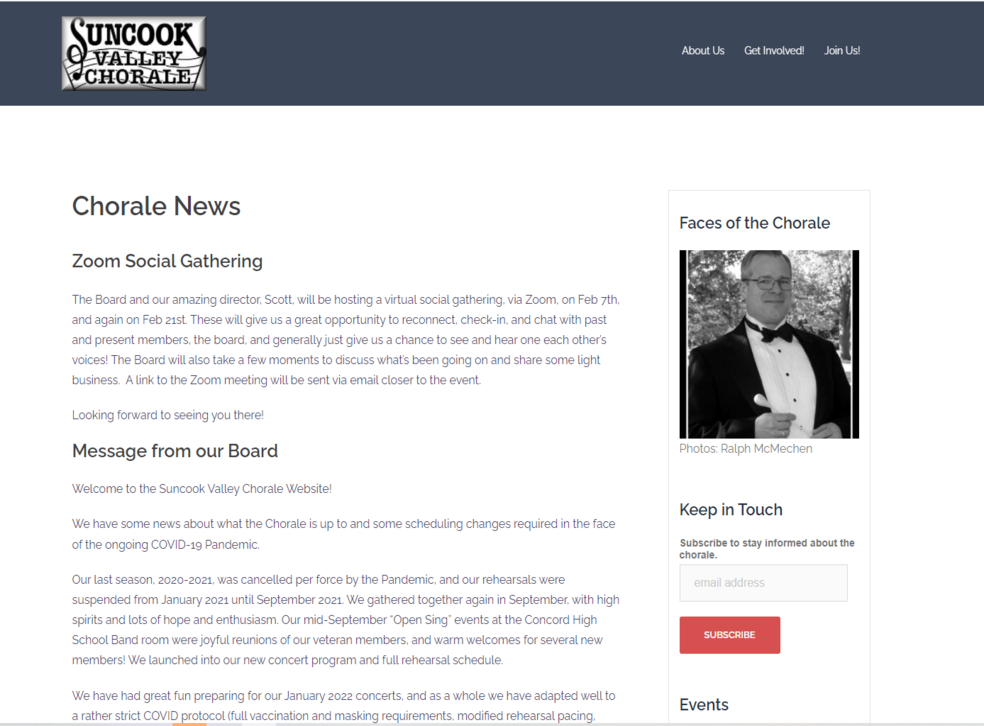 SUNCOOK
VALLEY
CHORALE
About Us Get Involved! Join Us!
Chorale News
Zoom Social Gathering
The Board and our amazing director, Scott, will be hosting a virtual social gathering, via Zoom, on Feb 7th,
and again on Feb 21st. These will give us a great opportunity to reconnect, check-in, and chat with past
and present members, the board, and generally just give us a chance to see and hear one each other's
voices! The Board will also take a few moments to discuss what's been going on and share some light
business. A link to the Zoom meeting will be sent via email closer to the event.
Looking forward to seeing you there!
Message from our Board
Welcome to the Suncook Valley Chorale Website!
We have some news about what the Chorale is up to and some scheduling changes required in the face
of the ongoing COVID-19 Pandemic.
Our last season, 2020-2021, was cancelled per force by the Pandemic, and our rehearsals were
suspended from January 2021 until September 2021. We gathered together again in September, with high
spirits and lots of hope and enthusiasm. Our mid-September "Open Sing" events at the Concord High
School Band room were joyful reunions of our veteran members, and warm welcomes for several new
members! We launched into our new concert program and full rehearsal schedule.
We have had great fun preparing for our January 2022 concerts, and as a whole we have adapted well to
a rather strict COVID protocol (full vaccination and masking requirements, modified rehearsal pacing,
Faces of the Chorale
Photos: Ralph McMechen
Keep in Touch
Subscribe to stay informed about the
chorale.
email address
SUBSCRIBE
Events